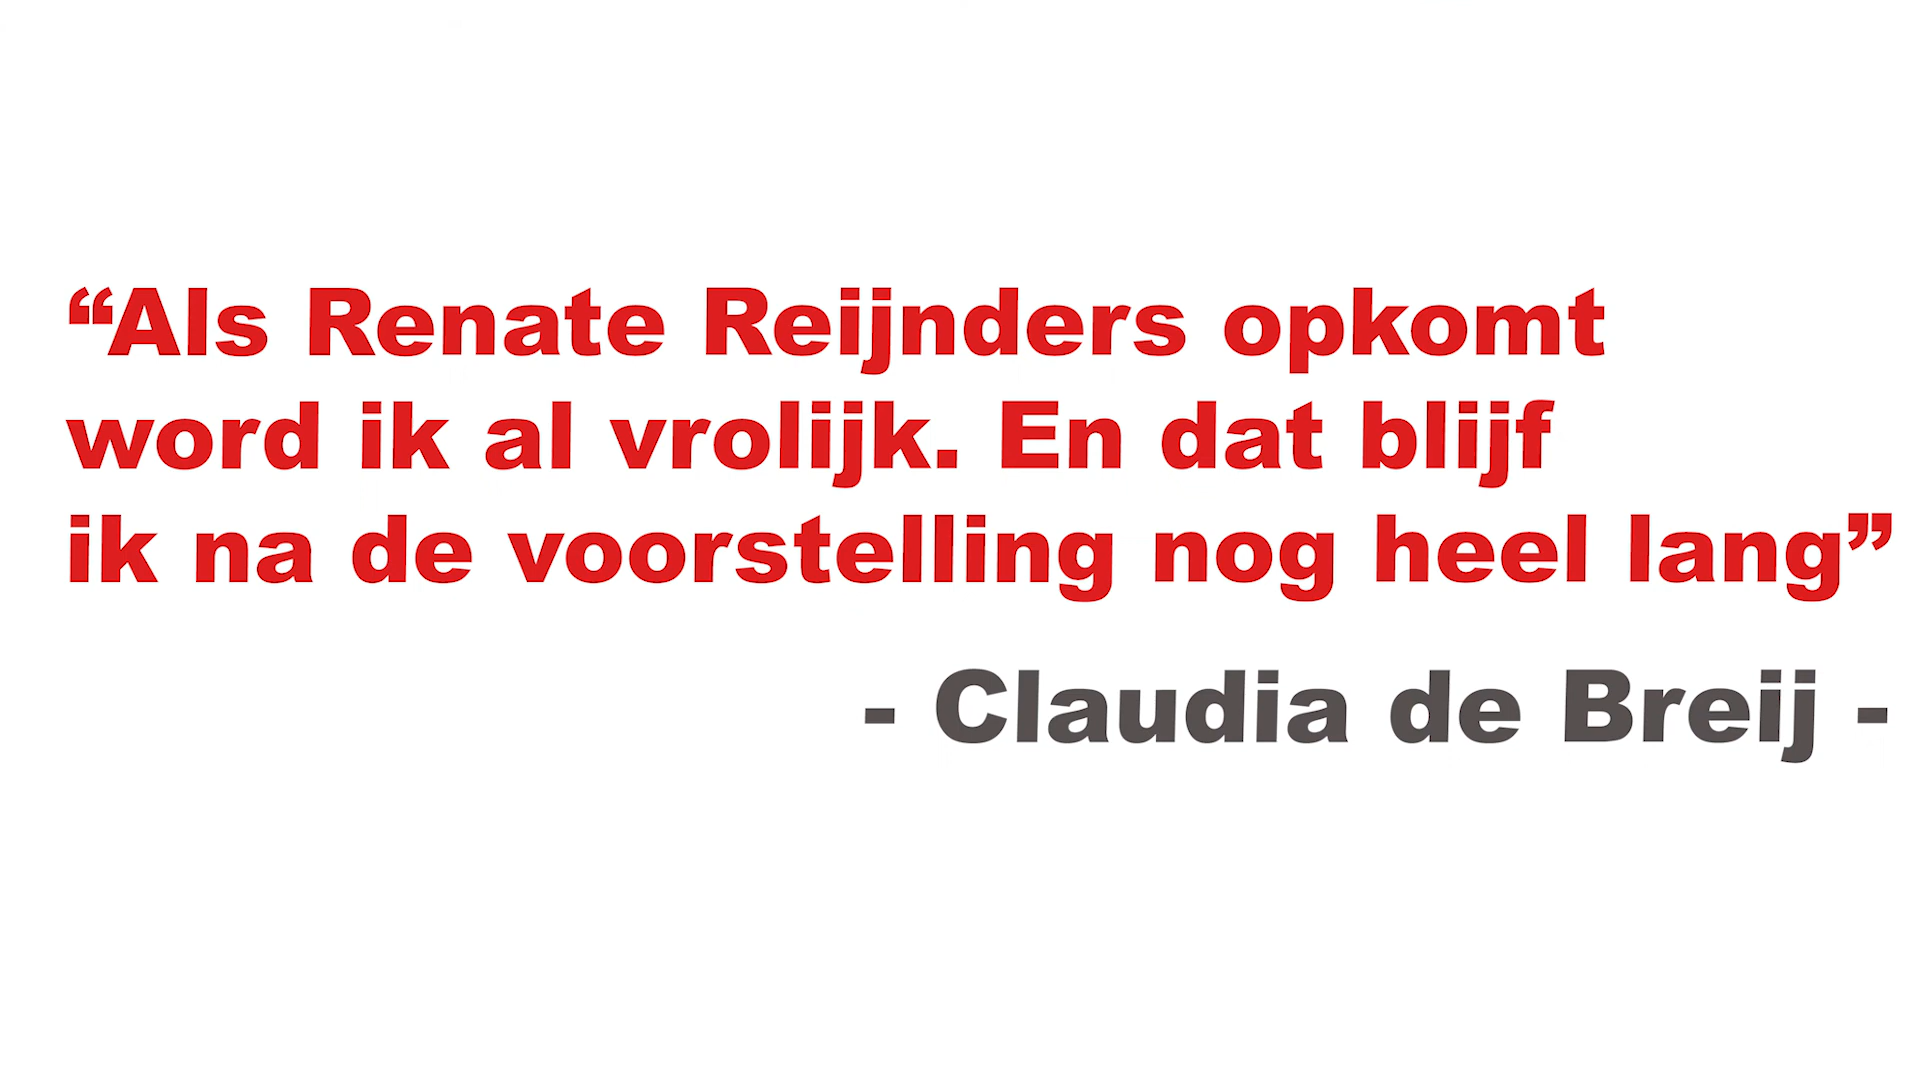 “Als Renate Reijnders opkomt
word ik al vrolijk. En dat blijf
ik na de voorstelling nog heel lang”
- Claudia de Breij -